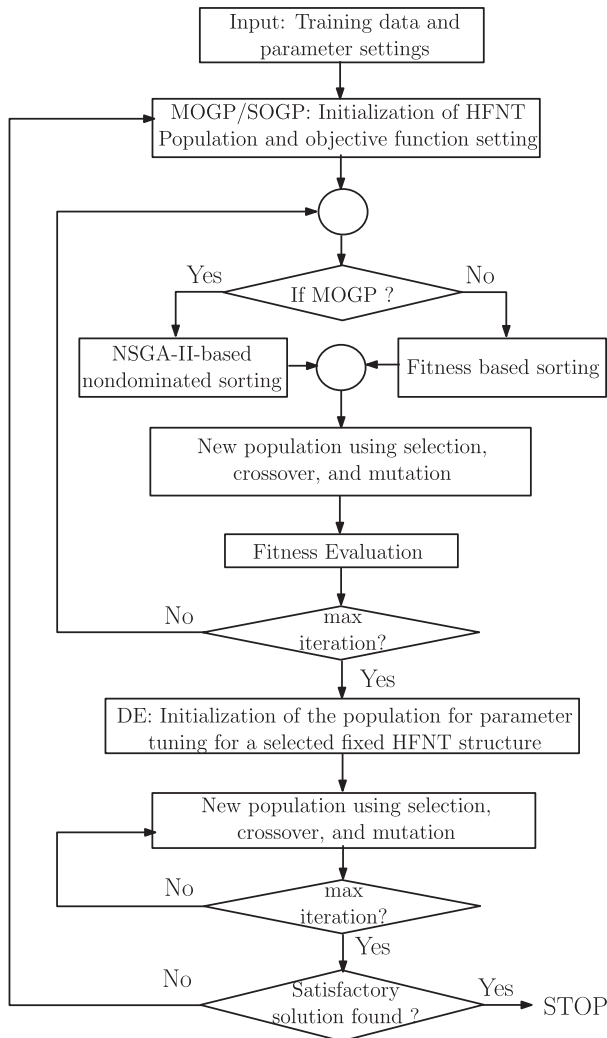 Input: Training data and
parameter settings
MOGP/SOGP: Initialization of HFNT
Population and objective function setting
Yes
No
If MOGP ?
NSGA-II-based
nondominated sorting
Fitness based sorting
New population using selection,
crossover, and mutation
Fitness Evaluation
No
max
iteration?
Yes
DE: Initialization of the population for parameter
tuning for a selected fixed HFNT structure
New population using selection,
crossover, and mutation
No
max
iteration?
Yes
No
Satisfactory
solution found ?
Yes
STOP